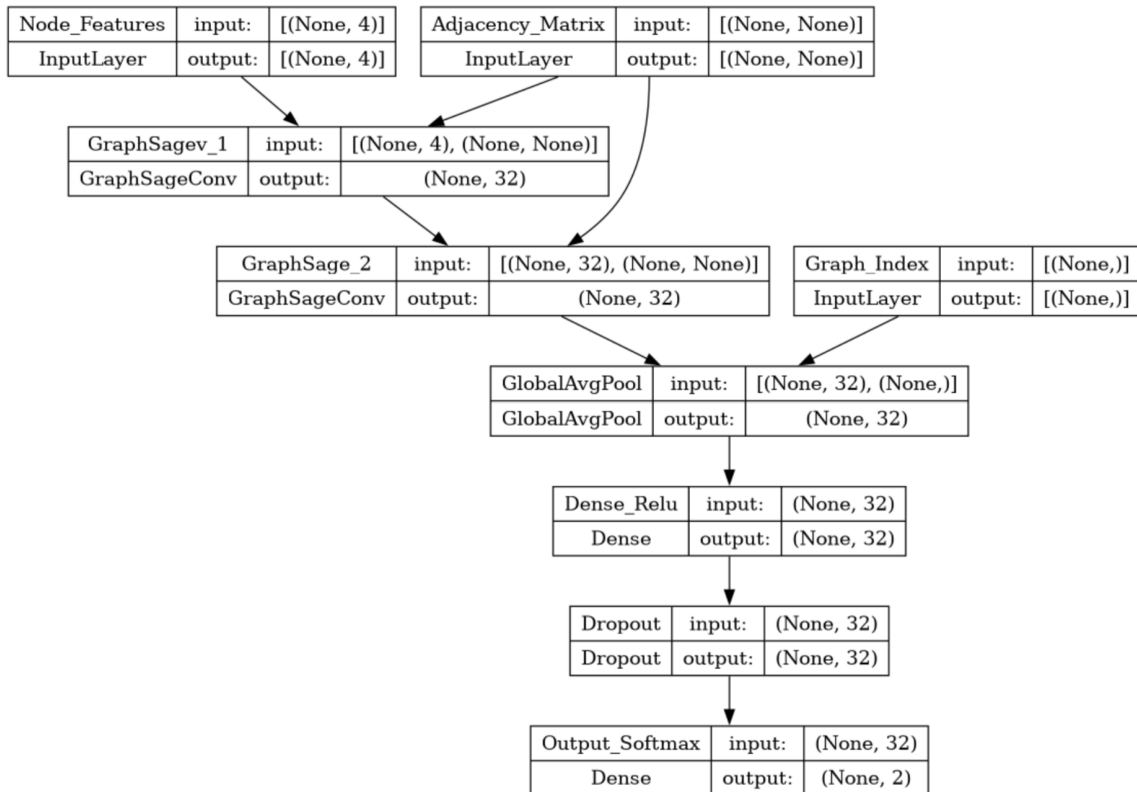 Node_Features input: [(None, 4)]
InputLayer output: [(None, 4)]
Adjacency_Matrix input: [(None, None)]
InputLayer output: [(None, None)]
GraphSagev_1 input: [(None, 4), (None, None)]
GraphSageConv output: (None, 32)
GraphSage_2 input: [(None, 32), (None, None)]
GraphSageConv output: (None, 32)
Graph_Index input: [(None,)]
InputLayer output: [(None,)]
GlobalAvgPool input: [(None, 32), (None,)]
GlobalAvgPool output: (None, 32)
Dense_Relu input: (None, 32)
Dense output: (None, 32)
Dropout input: (None, 32)
Dropout output: (None, 32)
Output_Softmax input: (None, 32)
Dense output: (None, 2)